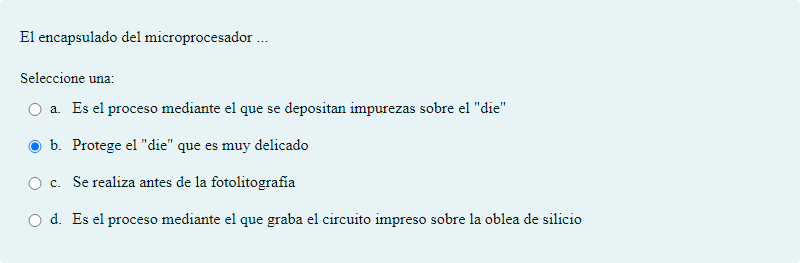 El encapsulado del microprocesador ...
Seleccione una:
a. Es el proceso mediante el que se depositan impurezas sobre el "die"
b. Protege el "die" que es muy delicado
c. Se realiza antes de la fotolitografía
d. Es el proceso mediante el que graba el circuito impreso sobre la oblea de silicio